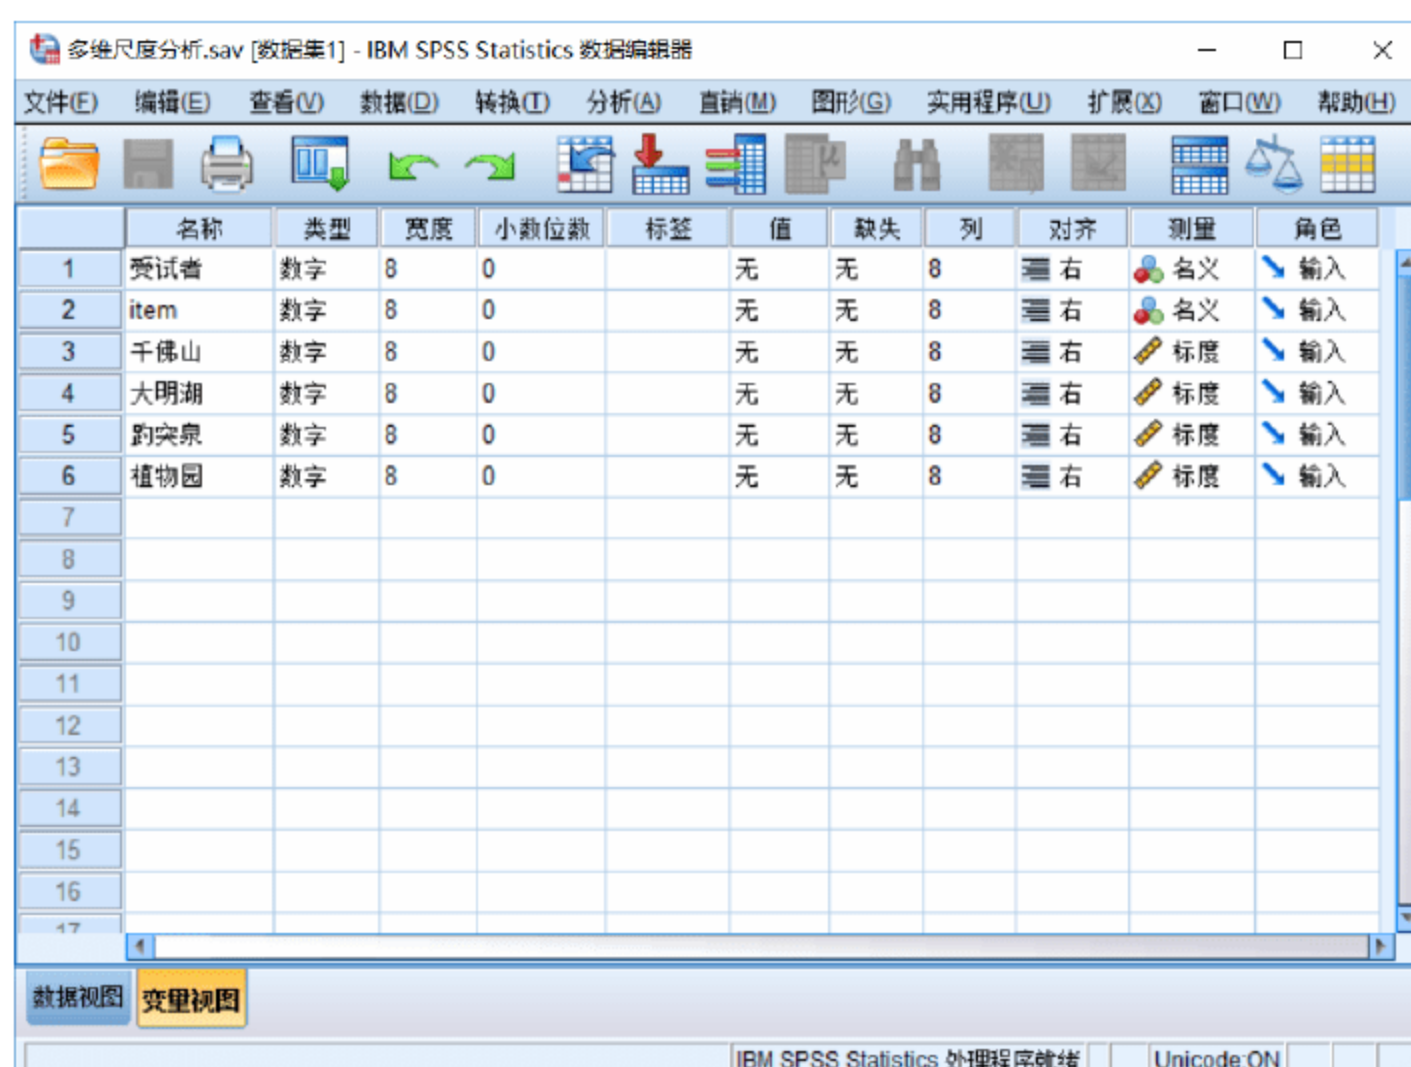 多维尺度分析.sav [数据集1] - IBM SPSS Statistics 数据编辑器
文件(F) 编辑(E) 查看(V) 数据(D) 转换(T) 分析(A) 直销(M) 图形(G) 实用程序(U) 扩展(X) 窗口(W) 帮助(H)
名称 类型 宽度 小数位数 标签 值 缺失 列 对齐 测量 角色
1 受试者 数字 8 0 无 无 8 右 名义 输入
2 item 数字 8 0 无 无 8 右 名义 输入
3 千佛山 数字 8 0 无 无 8 右 标度 输入
4 大明湖 数字 8 0 无 无 8 右 标度 输入
5 趵突泉 数字 8 0 无 无 8 右 标度 输入
6 植物园 数字 8 0 无 无 8 右 标度 输入
7
8
9
10
11
12
13
14
15
16
17
数据视图 变量视图
IBM SPSS Statistics 处理程序就绪 Unicode:ON